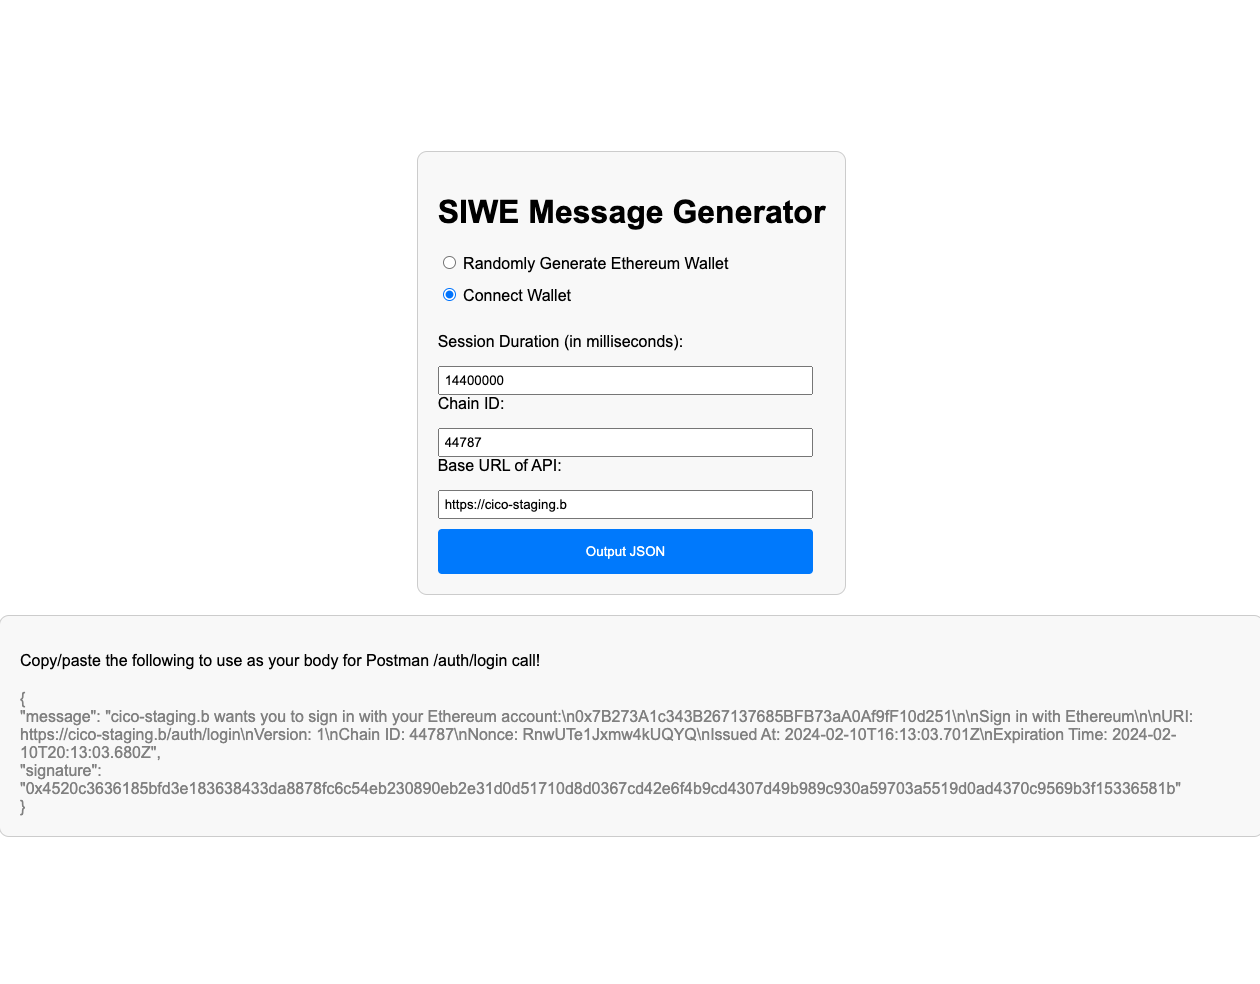 SIWE Message Generator
Randomly Generate Ethereum Wallet
Connect Wallet
Session Duration (in milliseconds):
14400000
Chain ID:
44787
Base URL of API:
https://cico-staging.b
Output JSON
Copy/paste the following to use as your body for Postman /auth/login call!
{
"message": "cico-staging.b wants you to sign in with your Ethereum account:\n0x7B273A1c343B267137685BFB73aA0Af9fF10d251\n\nSign in with Ethereum\n\nURI:
https://cico-staging.b/auth/login\nVersion: 1\nChain ID: 44787\nNonce: RnwUTe1Jxmw4kUQYQ\nIssued At: 2024-02-10T16:13:03.701Z\nExpiration Time: 2024-02-
10T20:13:03.680Z",
"signature":
"0x4520c3636185bfd3e183638433da8878fc6c54eb230890eb2e31d0d51710d8d0367cd42e6f4b9cd4307d49b989c930a59703a5519d0ad4370c9569b3f15336581b"
}